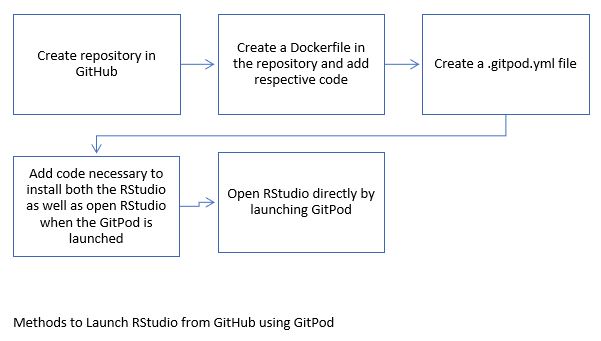 Create repository in
GitHub
Create a Dockerfile in
the repository and add
respective code
Create a .gitpod.yml file
Add code necessary to
install both the RStudio
as well as open RStudio
when the GitPod is
launched
Open RStudio directly by
launching GitPod
Methods to Launch RStudio from GitHub using GitPod